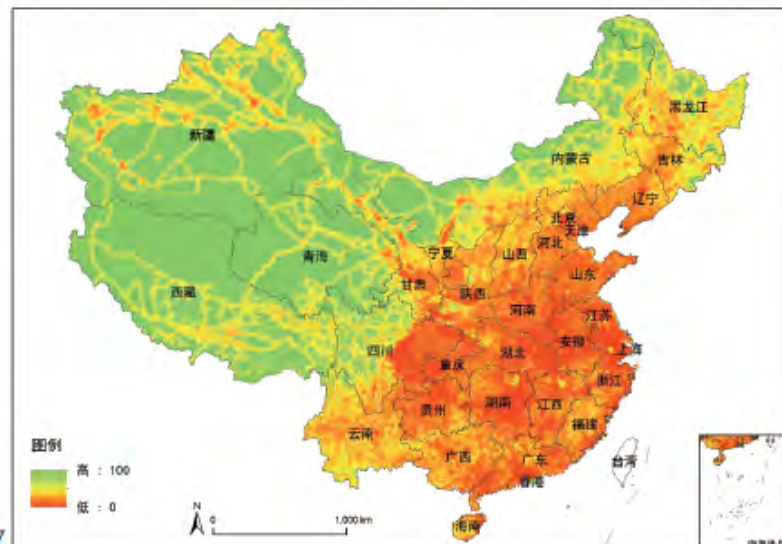 黑龙江
新疆
内蒙古
吉林
辽宁
北京
天津
河北
宁夏
山西
青海
山东
甘肃
陕西
西藏
河南
江苏
四川
安徽
上海
湖北
重庆
浙江
贵州
湖南
江西
云南
福建
广西
广东
台湾
香港
海南
图例
高 : 100
低 : 0
N
0
1,000 km